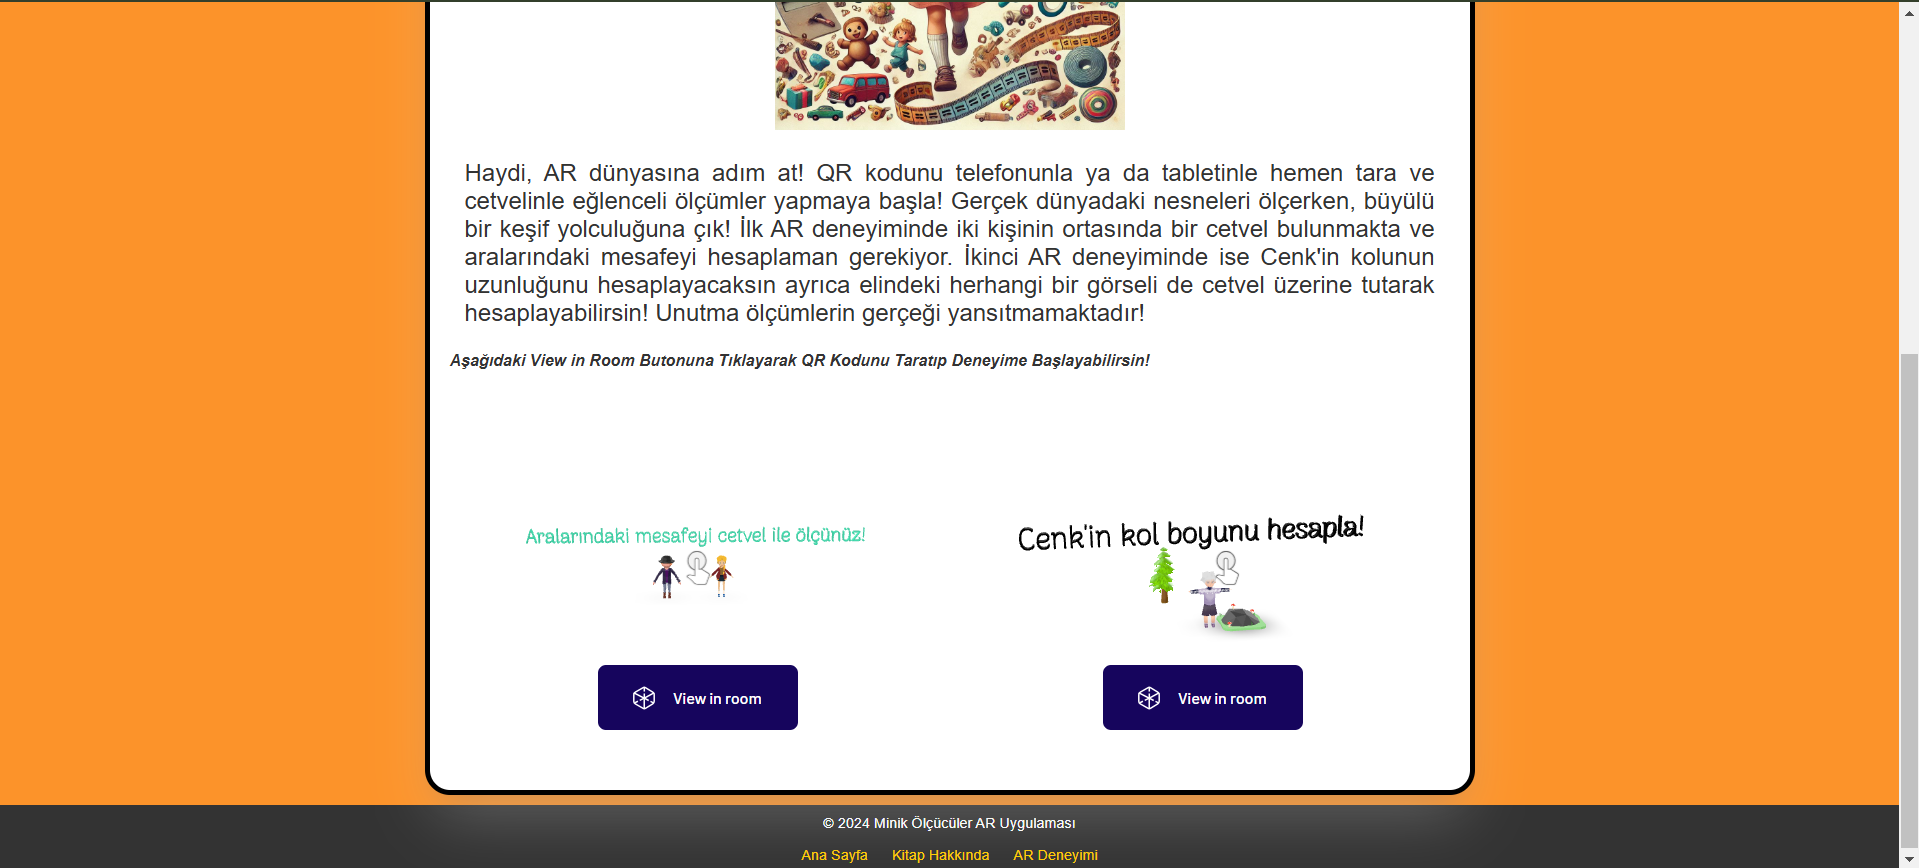 Haydi, AR dünyasına adım at! QR kodunu telefonunla ya da tabletinle hemen tara ve
cetvelinle eğlenceli ölçümler yapmaya başla! Gerçek dünyadaki nesneleri ölçerken, büyülü
bir keşif yolculuğuna çık! İlk AR deneyiminde iki kişinin ortasında bir cetvel bulunmakta ve
aralarındaki mesafeyi hesaplaman gerekiyor. İkinci AR deneyiminde ise Cenk'in kolunun
uzunluğunu hesaplayacaksın ayrıca elindeki herhangi bir görseli de cetvel üzerine tutarak
hesaplayabilirsin! Unutma ölçümlerin gerçeği yansıtmamaktadır!
Aşağıdaki View in Room Butonuna Tıklayarak QR Kodunu Taratıp Deneyime Başlayabilirsin!
Aralarındaki mesafeyi cetvel ile ölçünüz!
Cenk'in kol boyunu hesapla!
View in room
View in room
© 2024 Minik Ölçücüler AR Uygulaması
Ana Sayfa Kitap Hakkında AR Deneyimi